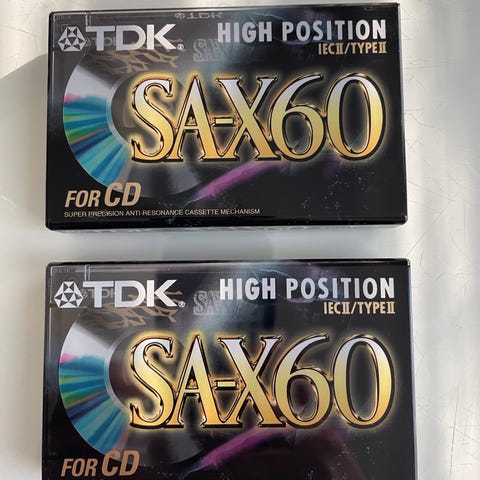 TDK®
HIGH POSITION
IECII/TYPEII
SA-X60
FOR CD
SUPER PRECISION ANTI-RESONANCE CASSETTE MECHANISM
TDK®
HIGH POSITION
IECII/TYPEII
SA-X60
FOR CD